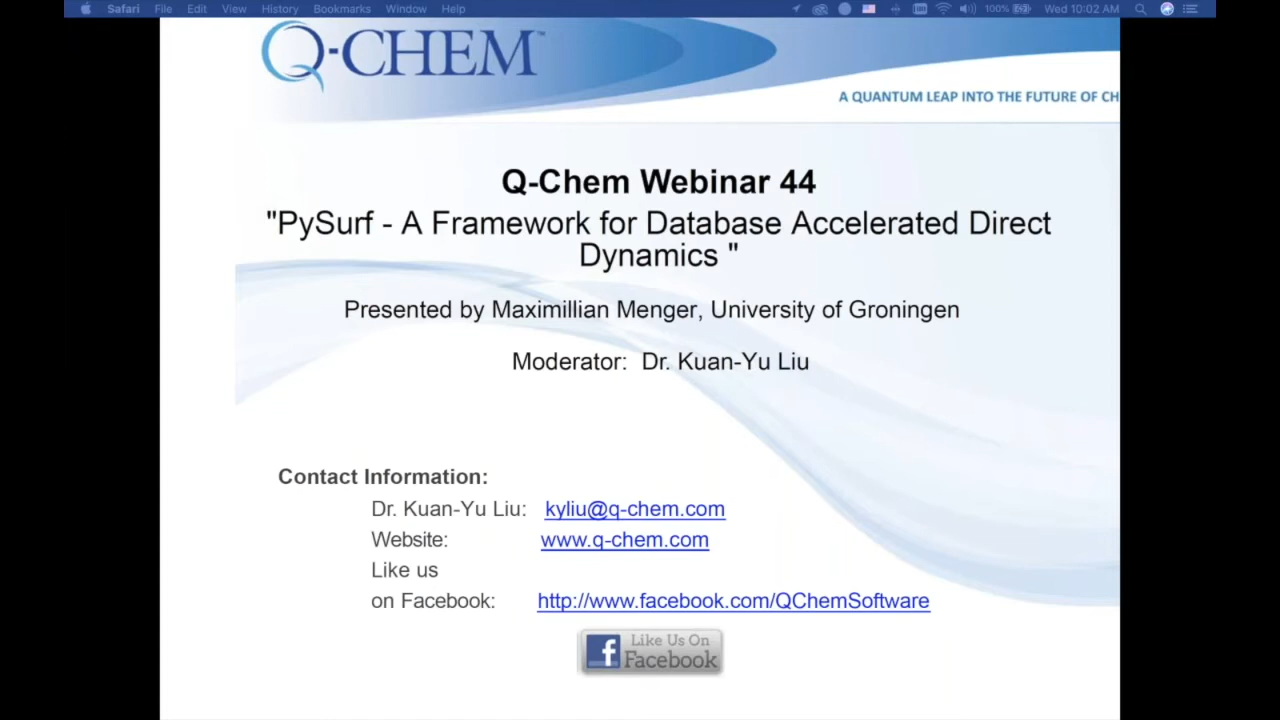 Safari File Edit View History Bookmarks Window Help 100% Wed 10:02 AM
Q-CHEM™
A QUANTUM LEAP INTO THE FUTURE OF CH
Q-Chem Webinar 44
"PySurf - A Framework for Database Accelerated Direct
Dynamics "
Presented by Maximillian Menger, University of Groningen
Moderator: Dr. Kuan-Yu Liu
Contact Information:
Dr. Kuan-Yu Liu: kyliu@q-chem.com
Website: www.q-chem.com
Like us
on Facebook: http://www.facebook.com/QChemSoftware
f Like Us On
Facebook